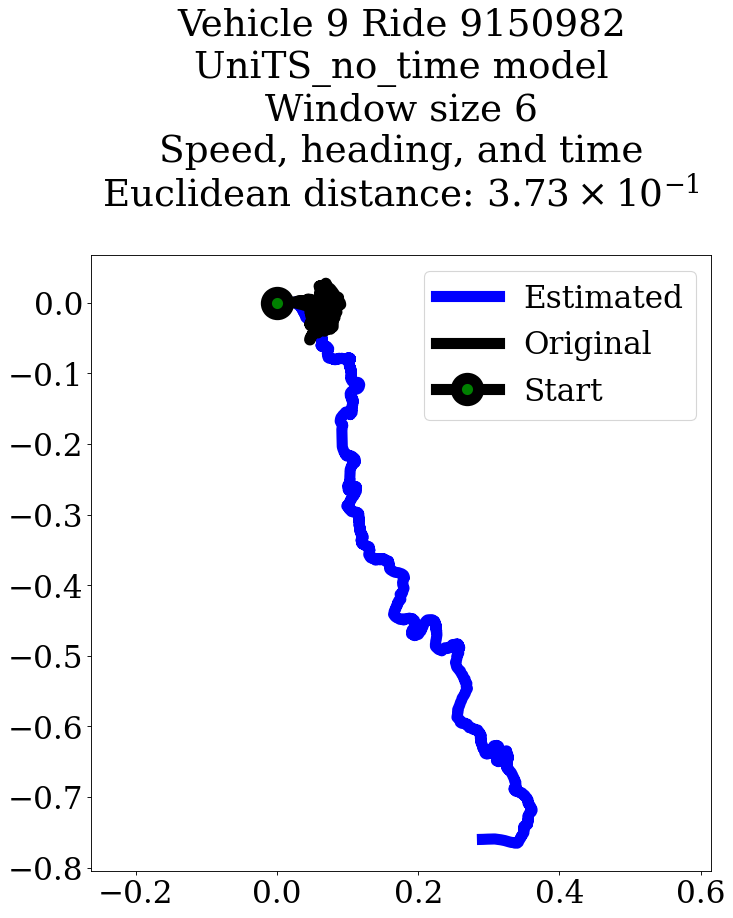 Vehicle 9 Ride 9150982
UniTS_no_time model
Window size 6
Speed, heading, and time
Euclidean distance: 3.73 × 10⁻¹
Estimated
Original
Start
0.0
−0.1
−0.2
−0.3
−0.4
−0.5
−0.6
−0.7
−0.8
−0.2 0.0 0.2 0.4 0.6